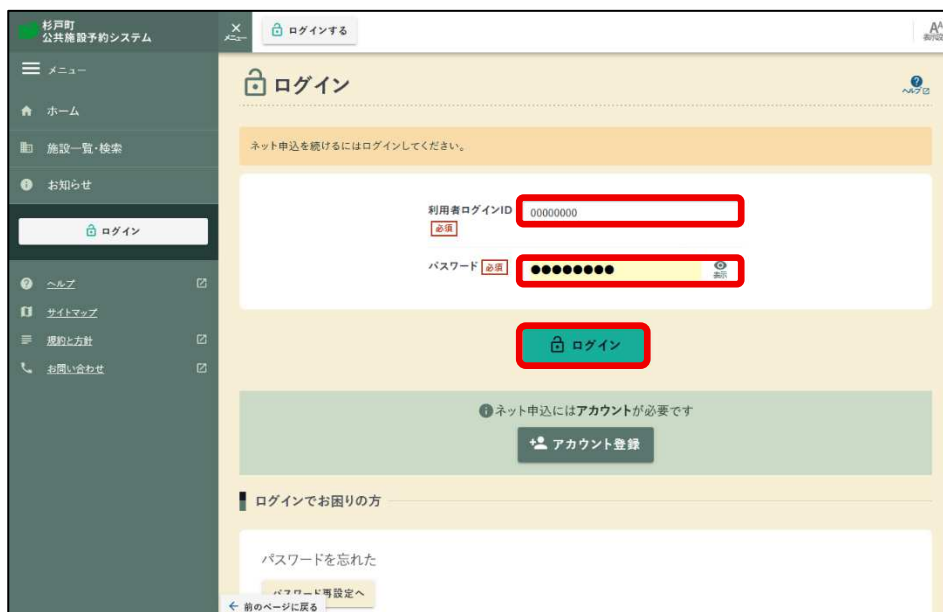 杉戸町
公共施設予約システム
メニュー
ホーム
施設一覧・検索
お知らせ
ログイン
ヘルプ
サイトマップ
規約と方針
お問い合わせ
メニュー
ログインする
AA
ログイン
ヘルプ
ネット申込を続けるにはログインしてください。
利用者ログインID
00000000
必須
パスワード 必須
●●●●●●●●
表示
ログイン
ネット申込にはアカウントが必要です
アカウント登録
ログインでお困りの方
パスワードを忘れた
パスワード再設定へ
前のページに戻る